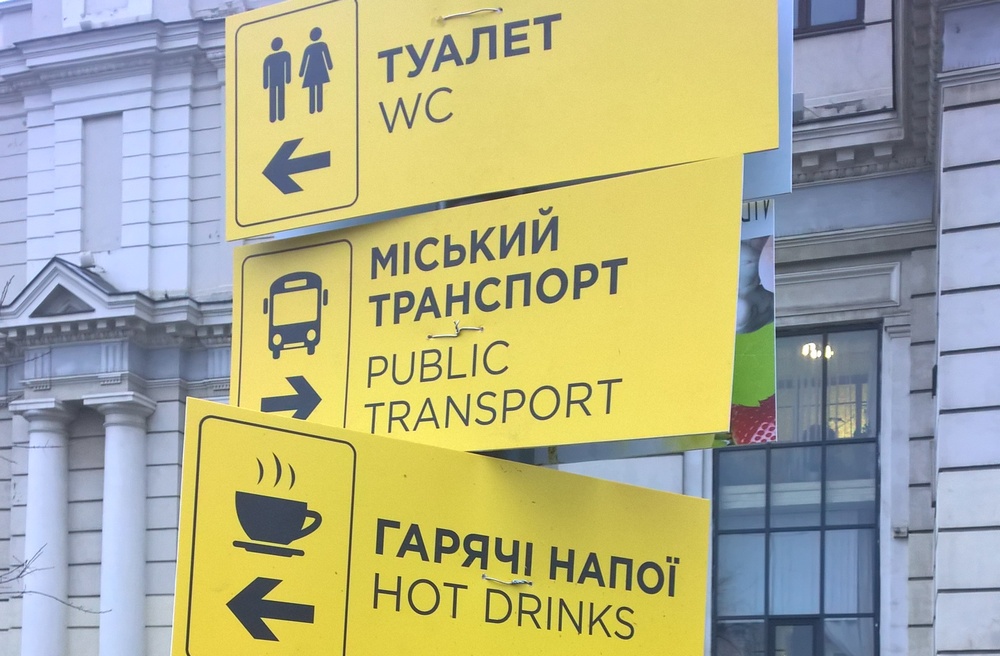 ТУАЛЕТ
WC
МІСЬКИЙ
ТРАНСПОРТ
PUBLIC
TRANSPORT
ГАРЯЧІ НАПОЇ
HOT DRINKS